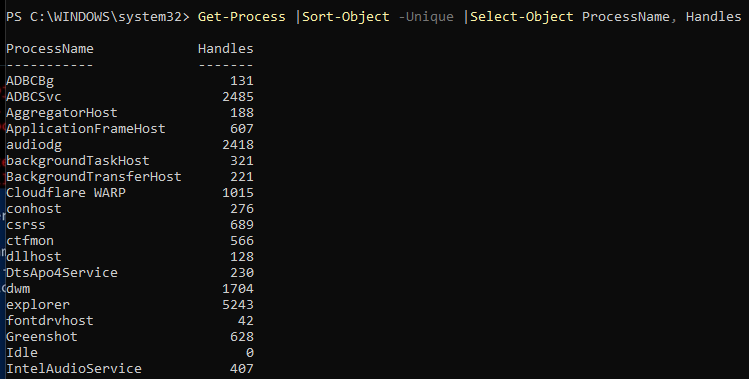 PS C:\WINDOWS\system32> Get-Process |Sort-Object -Unique |Select-Object ProcessName, Handles
ProcessName Handles
----------- -------
ADBCBg 131
ADBCSvc 2485
AggregatorHost 188
ApplicationFrameHost 607
audiodg 2418
backgroundTaskHost 321
BackgroundTransferHost 221
Cloudflare WARP 1015
conhost 276
csrss 689
ctfmon 566
dllhost 128
DtsApo4Service 230
dwm 1704
explorer 5243
fontdrvhost 42
Greenshot 628
Idle 0
IntelAudioService 407